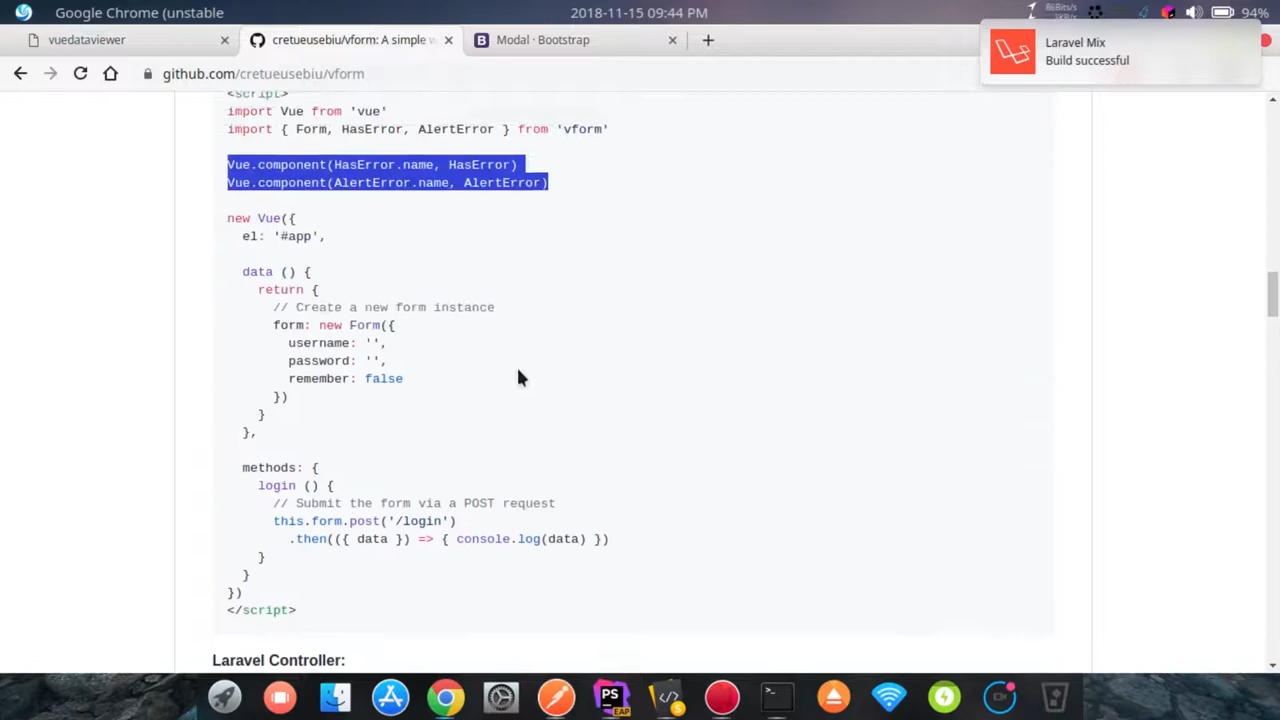 Google Chrome (unstable
2018-11-15 09:44 PM
94%
vuedataviewer
cretueusebiu/vform: A simple w
Modal · Bootstrap
Laravel Mix
Build successful
github.com/cretueusebiu/vform
<script>
import Vue from 'vue'
import { Form, HasError, AlertError } from 'vform'
Vue.component(HasError.name, HasError)
Vue.component(AlertError.name, AlertError)
new Vue({
el: '#app',
data () {
return {
// Create a new form instance
form: new Form({
username: '',
password: '',
remember: false
})
}
},
methods: {
login () {
// Submit the form via a POST request
this.form.post('/login')
.then(({ data }) => { console.log(data) })
}
}
})
</script>
Laravel Controller:
PS
EAP